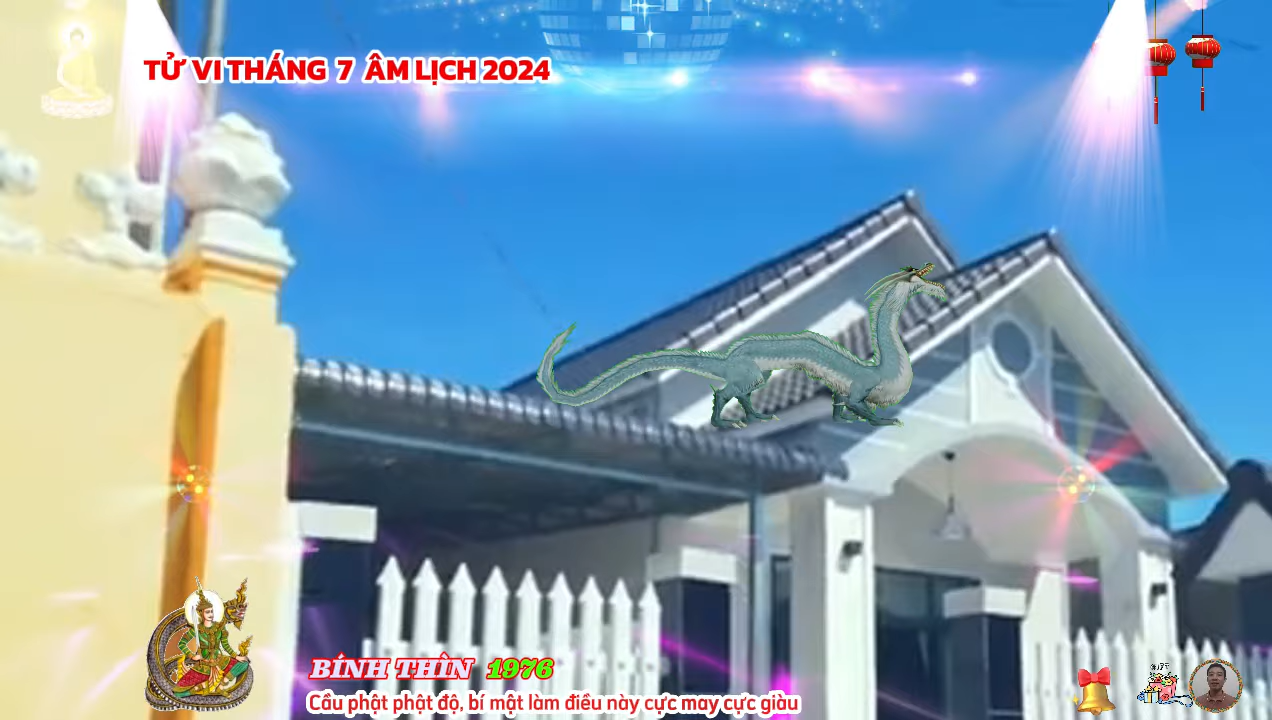 TỬ VI THÁNG 7 ÂM LỊCH 2024
BÍNH THÌN 1976
Cầu phật phật độ, bí mật làm điều này cực may cực giàu